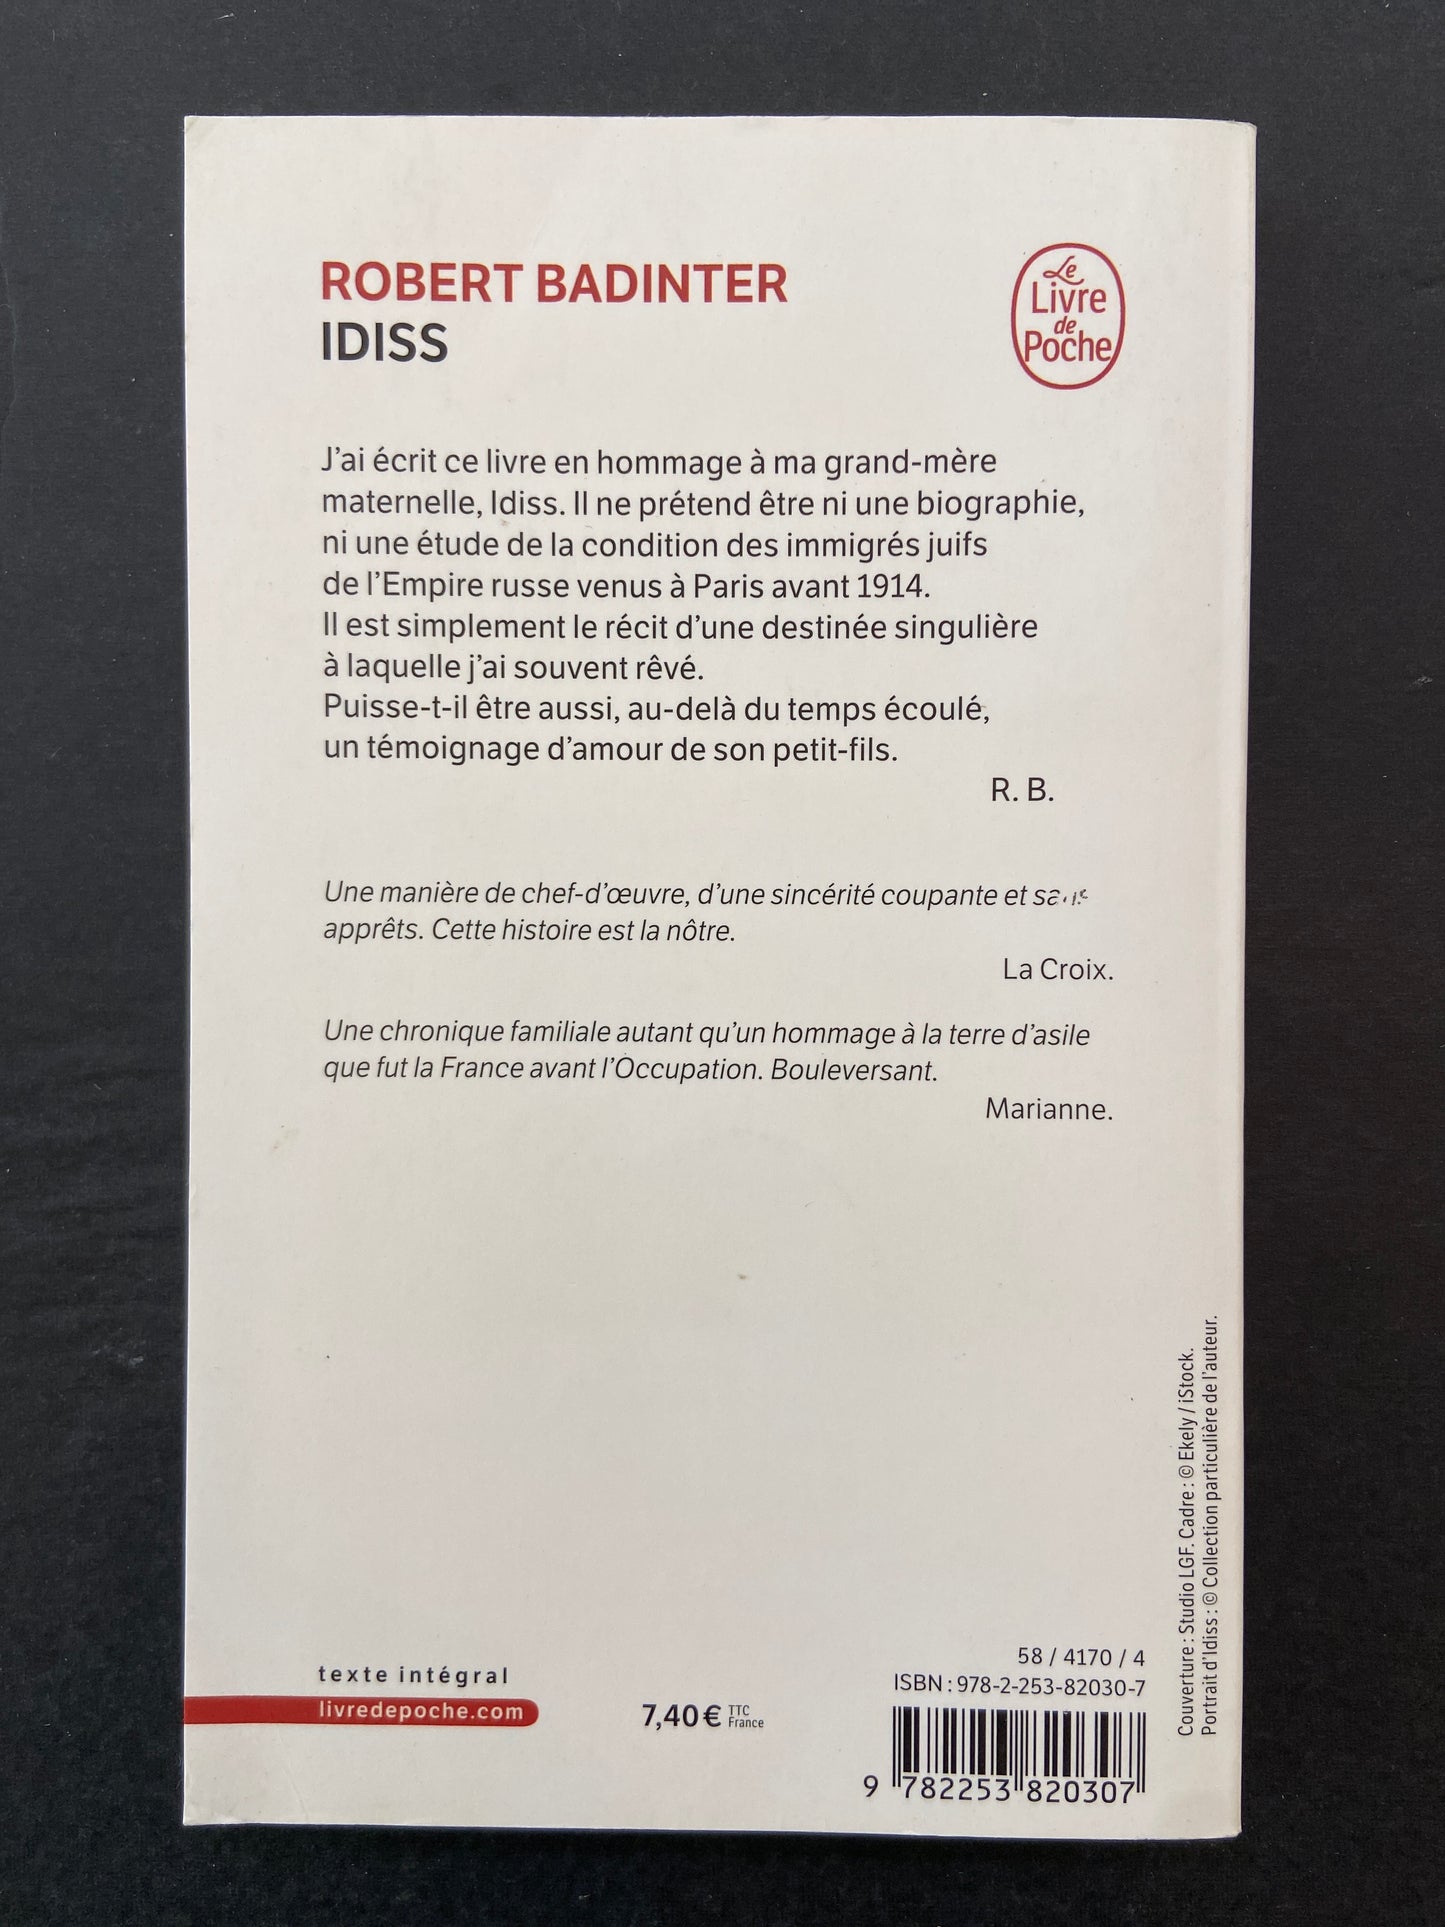 ROBERT BADINTER
IDISS
Le
Livre
de
Poche
J’ai écrit ce livre en hommage à ma grand-mère
maternelle, Idiss. Il ne prétend être ni une biographie,
ni une étude de la condition des immigrés juifs
de l’Empire russe venus à Paris avant 1914.
Il est simplement le récit d’une destinée singulière
à laquelle j’ai souvent rêvé.
Puisse-t-il être aussi, au-delà du temps écoulé,
un témoignage d’amour de son petit-fils.
R. B.
Une manière de chef-d’œuvre, d’une sincérité coupante et sans
apprêts. Cette histoire est la nôtre.
La Croix.
Une chronique familiale autant qu’un hommage à la terre d’asile
que fut la France avant l’Occupation. Bouleversant.
Marianne.
Couverture : Studio LGF. Cadre : © Ekely / iStock.
Portrait d’Idiss : © Collection particulière de l’auteur.
texte intégral
livredepoche.com
7,40 € TTC
France
58 / 4170 / 4
ISBN : 978-2-253-82030-7
9 782253 820307